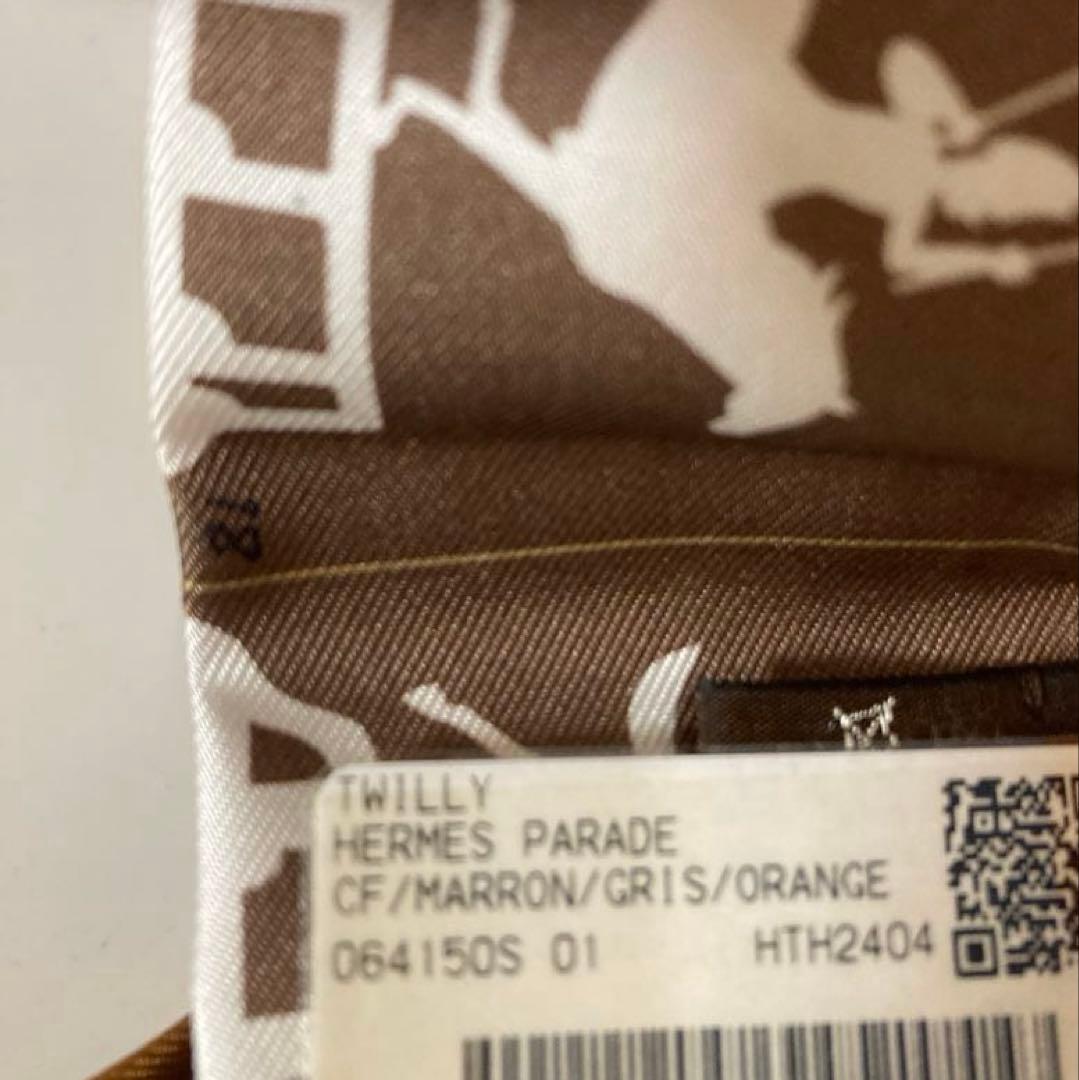 TWILLY
HERMES PARADE
CF/MARRON/GRIS/ORANGE
064150S 01 HTH2404